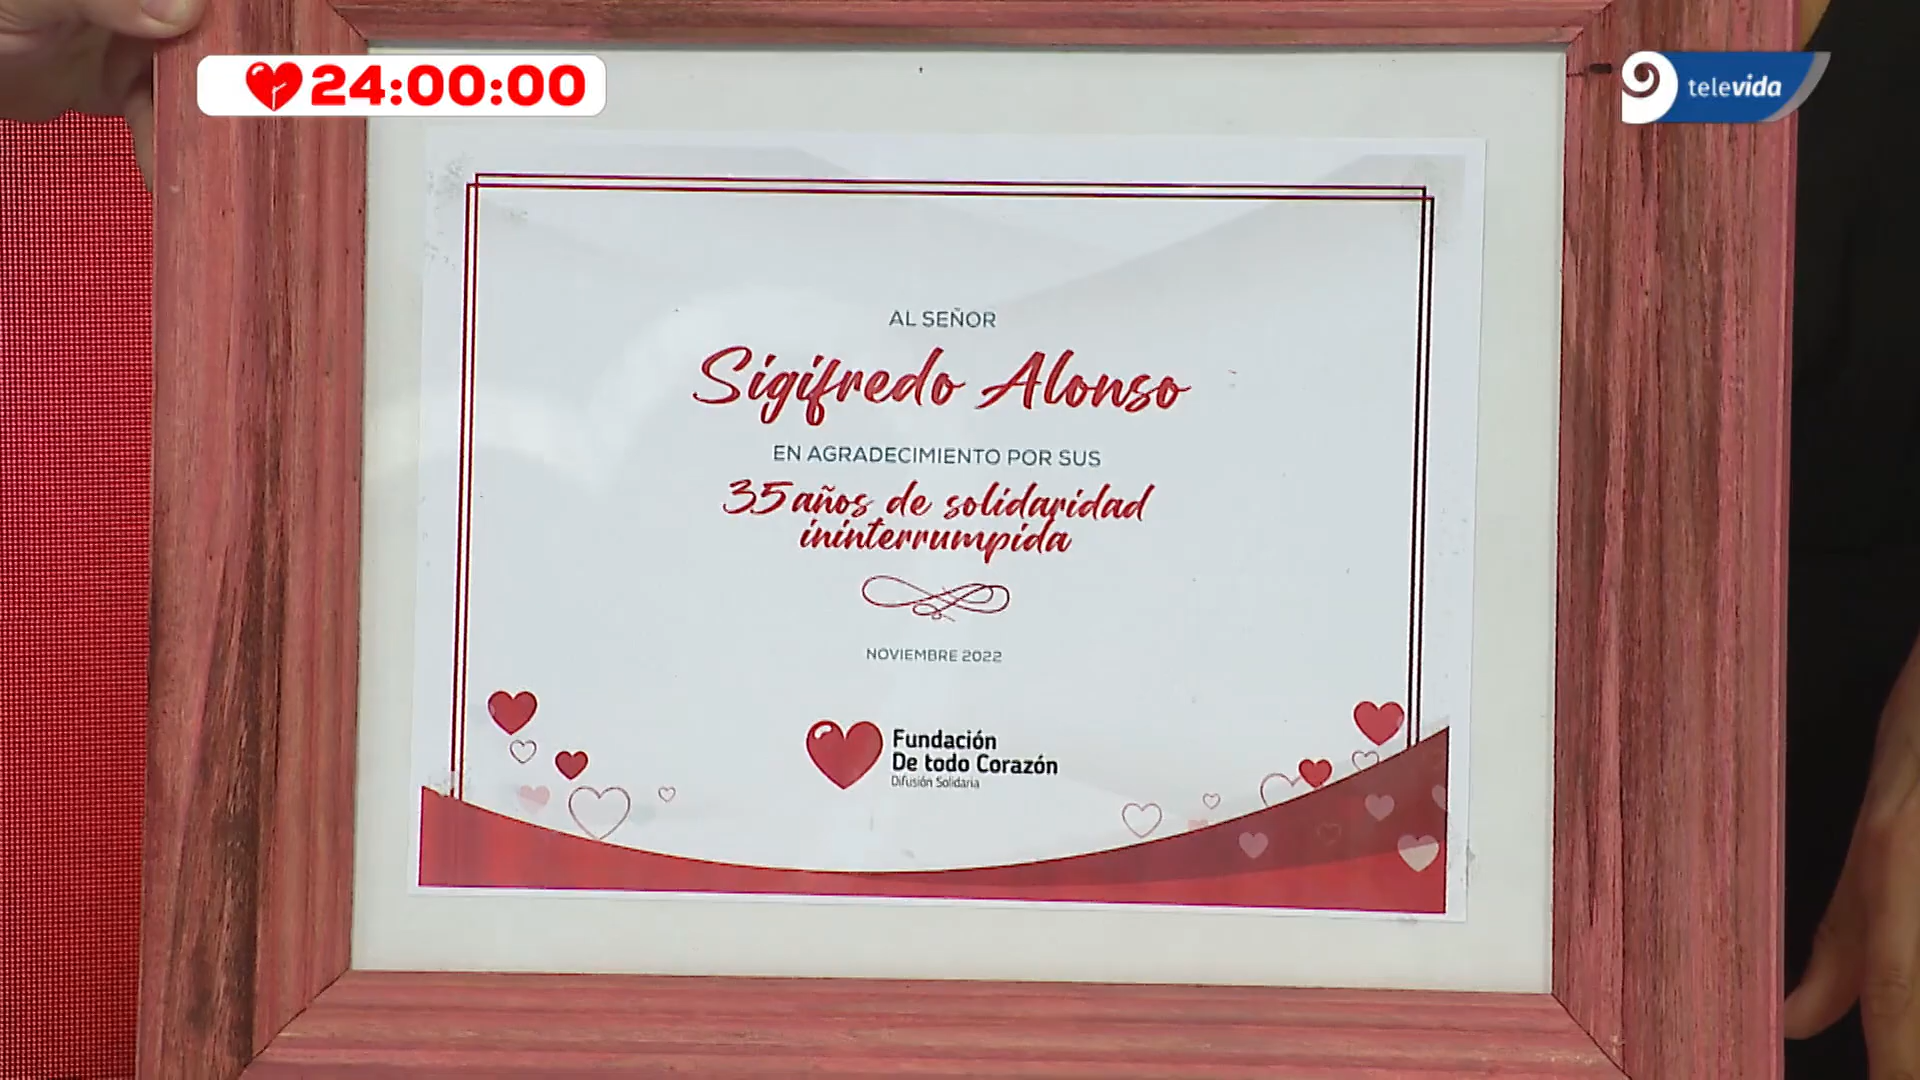 24:00:00
9 televida
AL SEÑOR
Sigifredo Alonso
EN AGRADECIMIENTO POR SUS
35 años de solidaridad
ininterrumpida
NOVIEMBRE 2022
Fundación
De todo Corazón
Difusión Solidaria